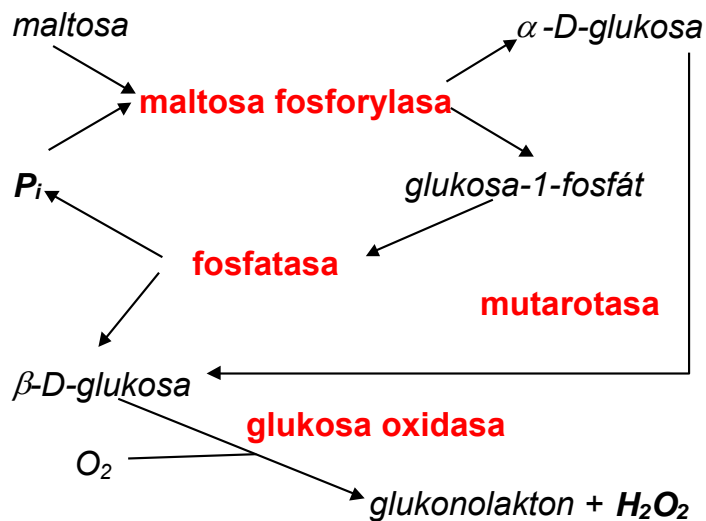 maltosa
α-D-glukosa
maltosa fosforylasa
Pi
glukosa-1-fosfát
fosfatasa
mutarotasa
β-D-glukosa
glukosa oxidasa
O2
glukonolakton + H2O2